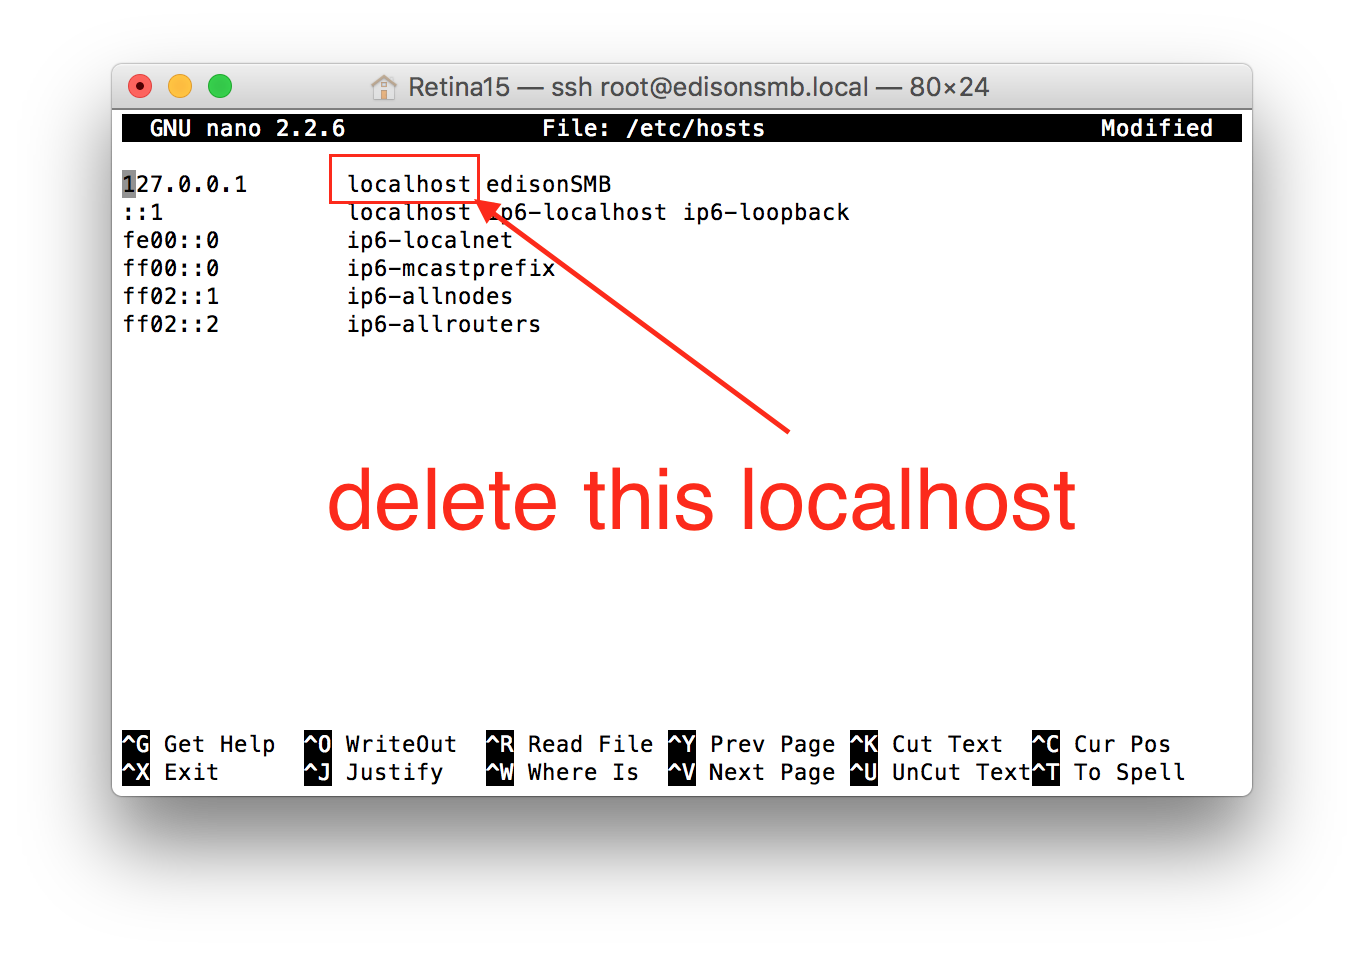 Retina15 — ssh root@edisonsmb.local — 80×24
GNU nano 2.2.6 File: /etc/hosts Modified
127.0.0.1 localhost edisonSMB
::1 localhost ip6-localhost ip6-loopback
fe00::0 ip6-localnet
ff00::0 ip6-mcastprefix
ff02::1 ip6-allnodes
ff02::2 ip6-allrouters
delete this localhost
^G Get Help ^O WriteOut ^R Read File ^Y Prev Page ^K Cut Text ^C Cur Pos
^X Exit ^J Justify ^W Where Is ^V Next Page ^U UnCut Text ^T To Spell